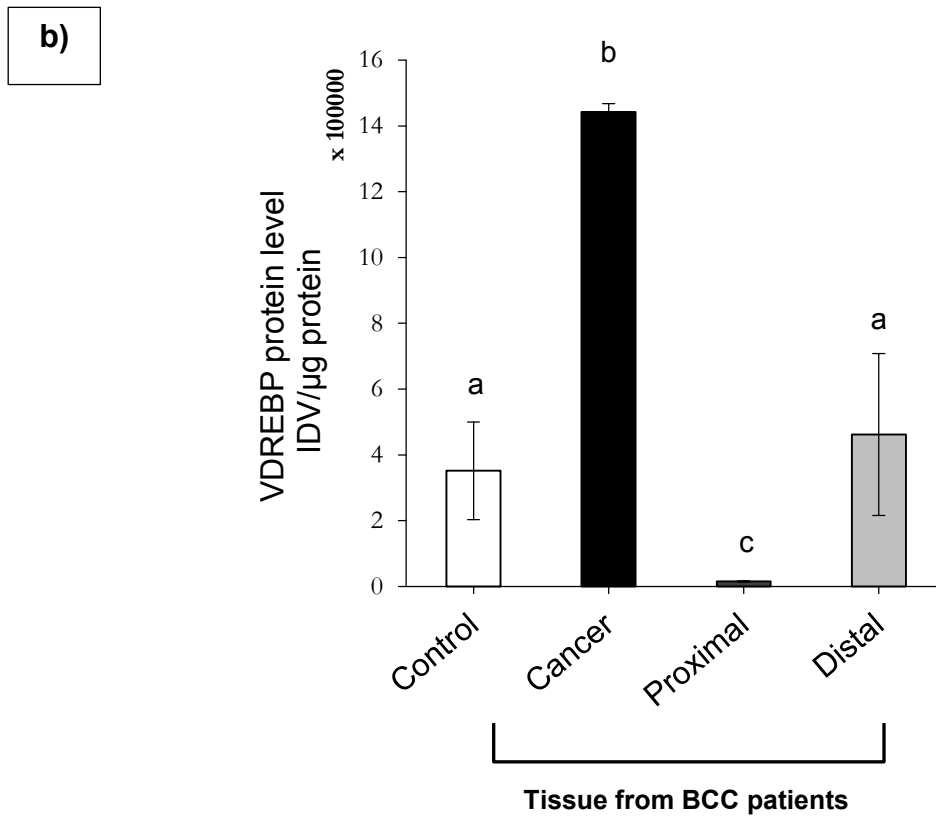 b)
x 100000
VDREBP protein level
IDV/µg protein
16
14
12
10
8
6
4
2
0
a
b
c
a
Control
Cancer
Proximal
Distal
Tissue from BCC patients